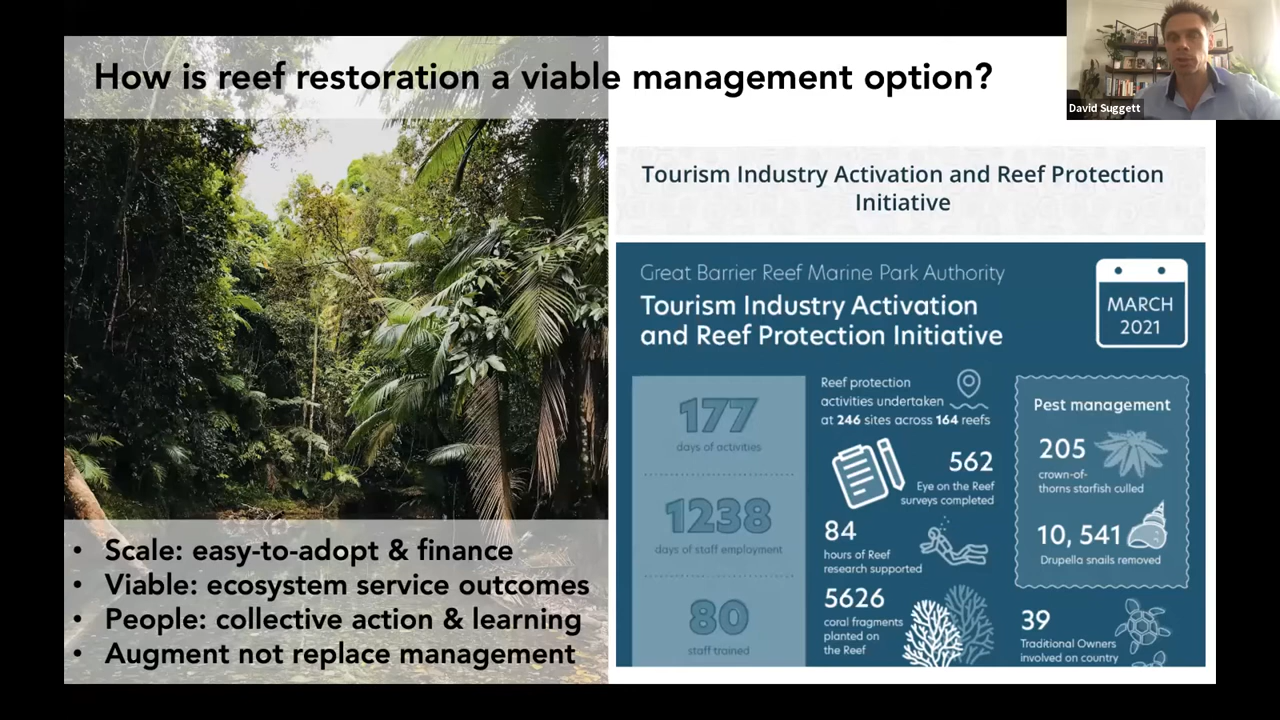 How is reef restoration a viable management option?
David Suggett
Tourism Industry Activation and Reef Protection
Initiative
Great Barrier Reef Marine Park Authority
Tourism Industry Activation
and Reef Protection Initiative
MARCH
2021
177
days of activities
1238
days of staff employment
80
staff trained
Reef protection
activities undertaken
at 246 sites across 164 reefs
562
Eye on the Reef
surveys completed
84
hours of Reef
research supported
5626
coral fragments
planted on
the Reef
Pest management
205
crown-of-
thorns starfish culled
10, 541
Drupella snails removed
39
Traditional Owners
involved on country
• Scale: easy-to-adopt & finance
• Viable: ecosystem service outcomes
• People: collective action & learning
• Augment not replace management